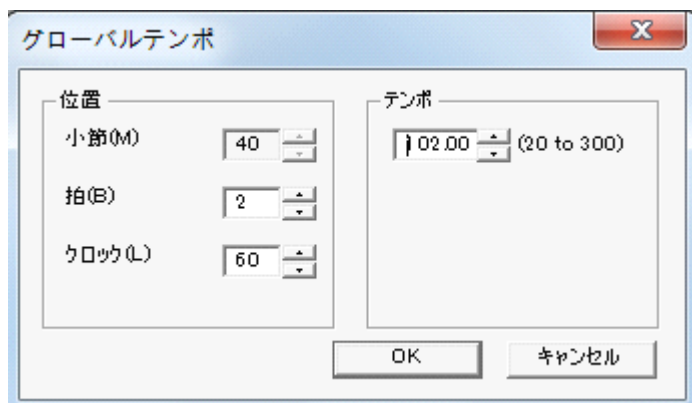 グローバルテンポ
位置
小節(M) 40
拍(B) 2
クロック(L) 60
テンポ
102.00 (20 to 300)
OK キャンセル